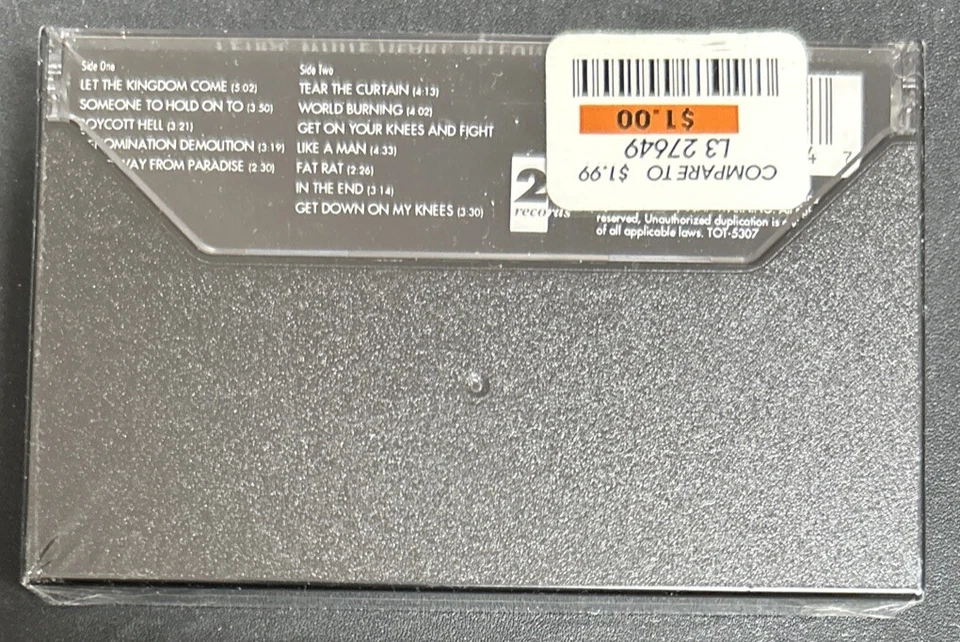 Side One
LET THE KINGDOM COME (5:02)
SOMEONE TO HOLD ON TO (3:50)
BOYCOTT HELL (3:21)
OMINATION DEMOLITION (3:19)
WAY FROM PARADISE (2:30)
Side Two
TEAR THE CURTAIN (4:13)
WORLD BURNING (4:02)
GET ON YOUR KNEES AND FIGHT
LIKE A MAN (4:33)
FAT RAT (2:26)
IN THE END (3:14)
GET DOWN ON MY KNEES (3:30)
2
records
reserved, Unauthorized duplication is
of all applicable laws. TOT-5307
$1.00
L3 27649
COMPARE TO $1.99